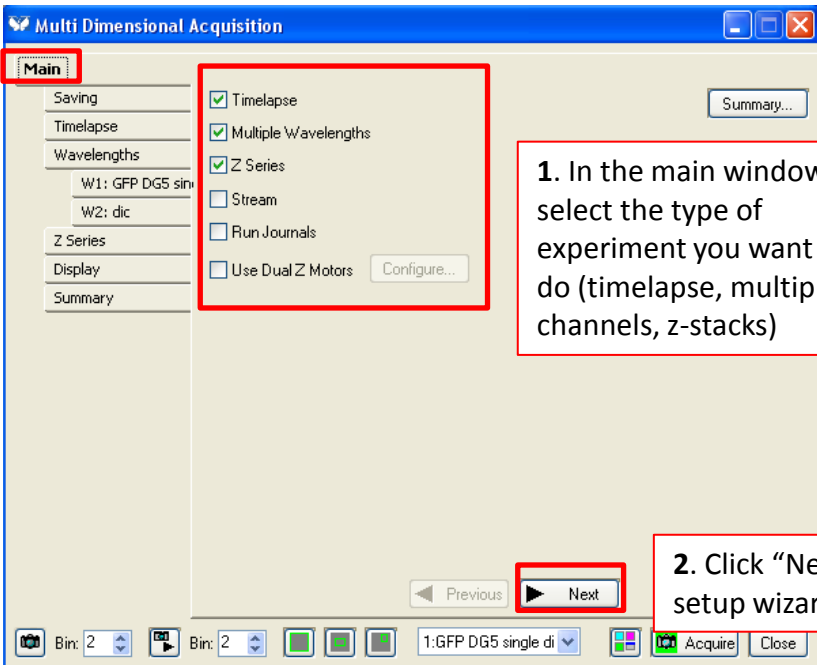 Multi Dimensional Acquisition
Main
Saving
Timelapse
Wavelengths
W1: GFP DG5 sin
W2: dic
Z Series
Display
Summary
Timelapse
Multiple Wavelengths
Z Series
Stream
Run Journals
Use Dual Z Motors Configure...
Summary...
1. In the main window
select the type of
experiment you want
do (timelapse, multip
channels, z-stacks)
2. Click “Ne
setup wizar
Previous Next
Bin: 2 Bin: 2 1:GFP DG5 single di Acquire Close